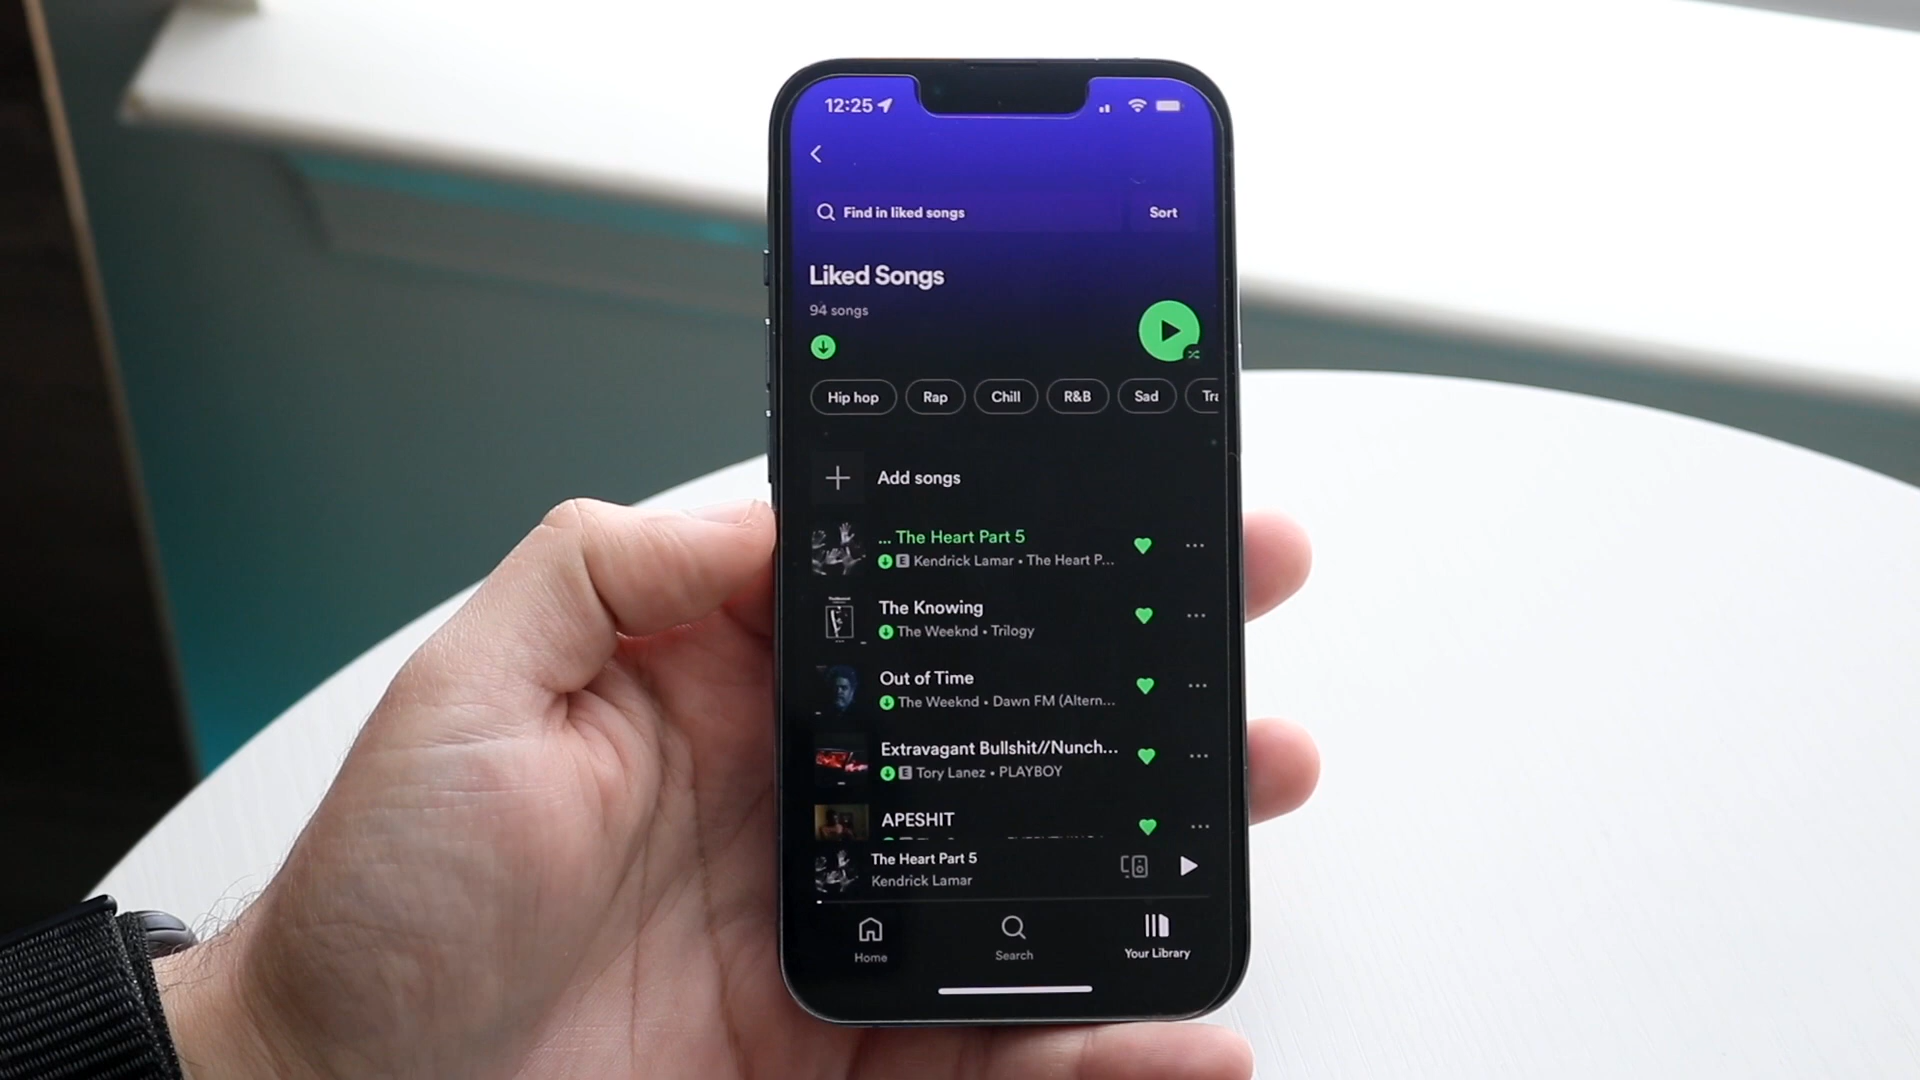 12:25
Find in liked songs
Sort
Liked Songs
94 songs
Hip hop
Rap
Chill
R&B
Sad
Tra
Add songs
... The Heart Part 5
E Kendrick Lamar • The Heart P...
The Knowing
The Weeknd • Trilogy
Out of Time
The Weeknd • Dawn FM (Altern...
Extravagant Bullshit//Nunch...
E Tory Lanez • PLAYBOY
APESHIT
The Heart Part 5
Kendrick Lamar
Home
Search
Your Library